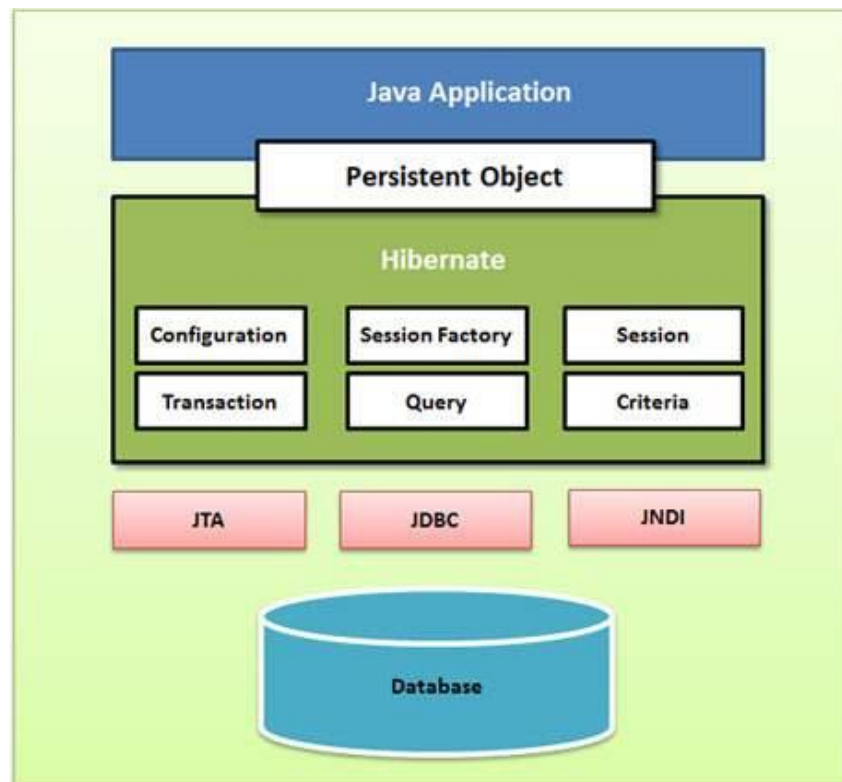 Java Application
Persistent Object
Hibernate
Configuration
Session Factory
Session
Transaction
Query
Criteria
JTA
JDBC
JNDI
Database